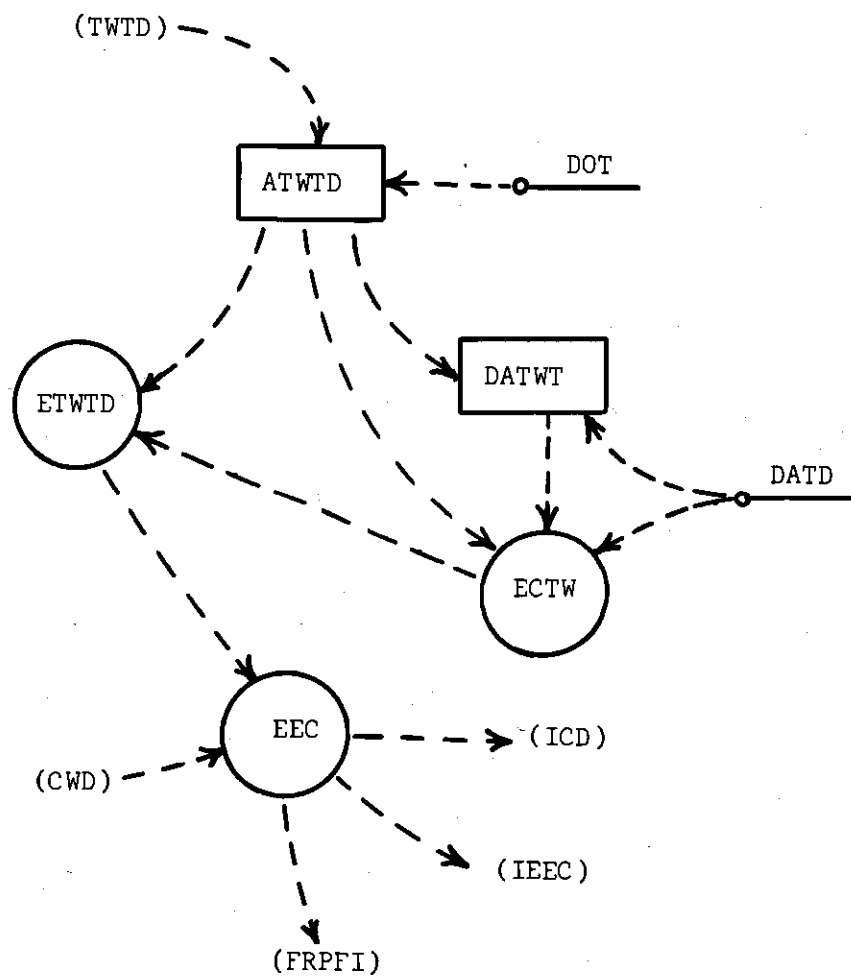 (TWTD)
ATWTD
DOT
ETWTD
DATWT
DATD
ECTW
EEC
(ICD)
(CWD)
(IEEC)
(FRPFI)